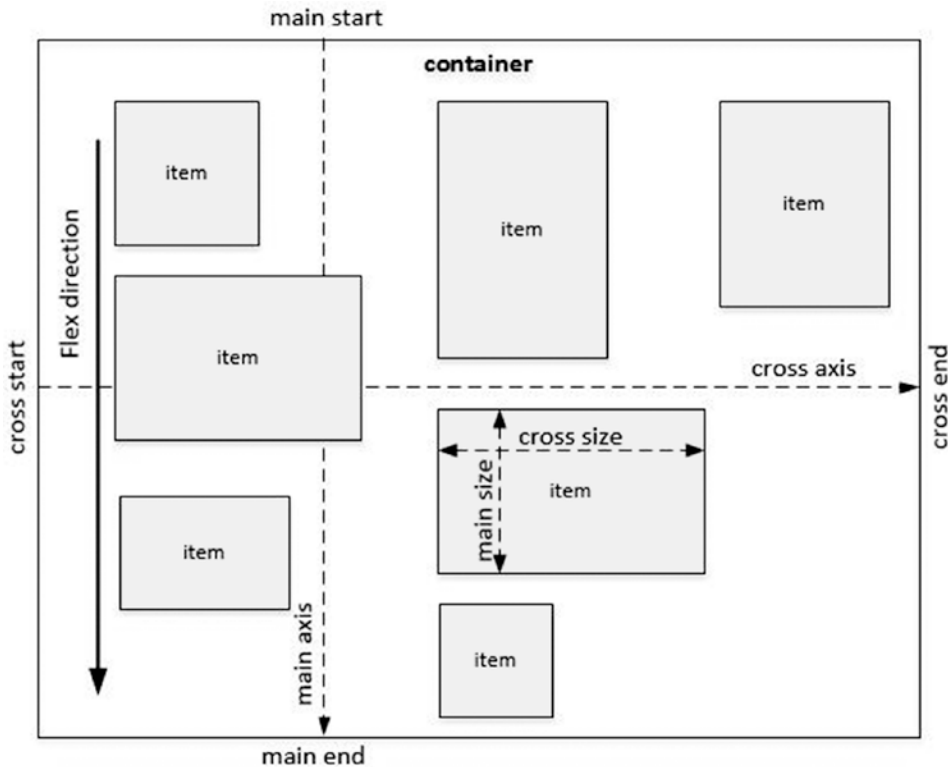 main start
container
item
item
item
Flex direction
item
cross start
cross axis
cross end
cross size
main size
item
item
main axis
item
main end